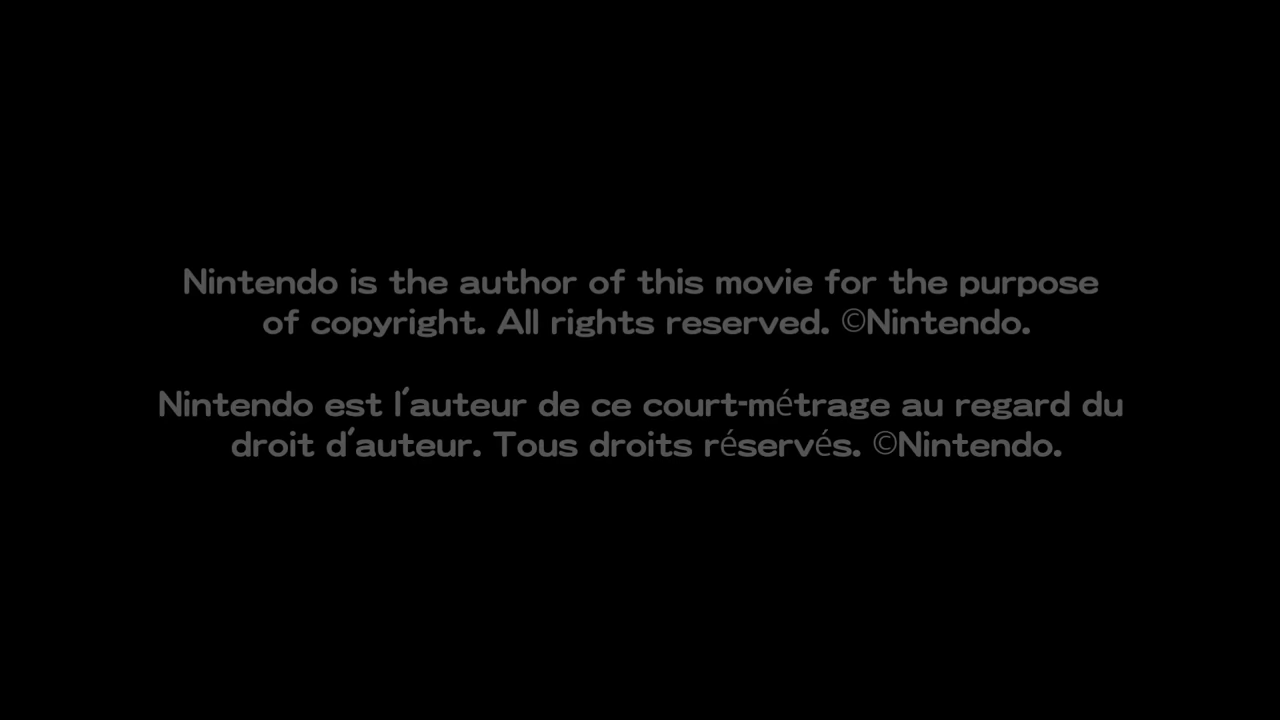 Nintendo is the author of this movie for the purpose
of copyright. All rights reserved. ©Nintendo.
Nintendo est l'auteur de ce court-métrage au regard du
droit d'auteur. Tous droits réservés. ©Nintendo.